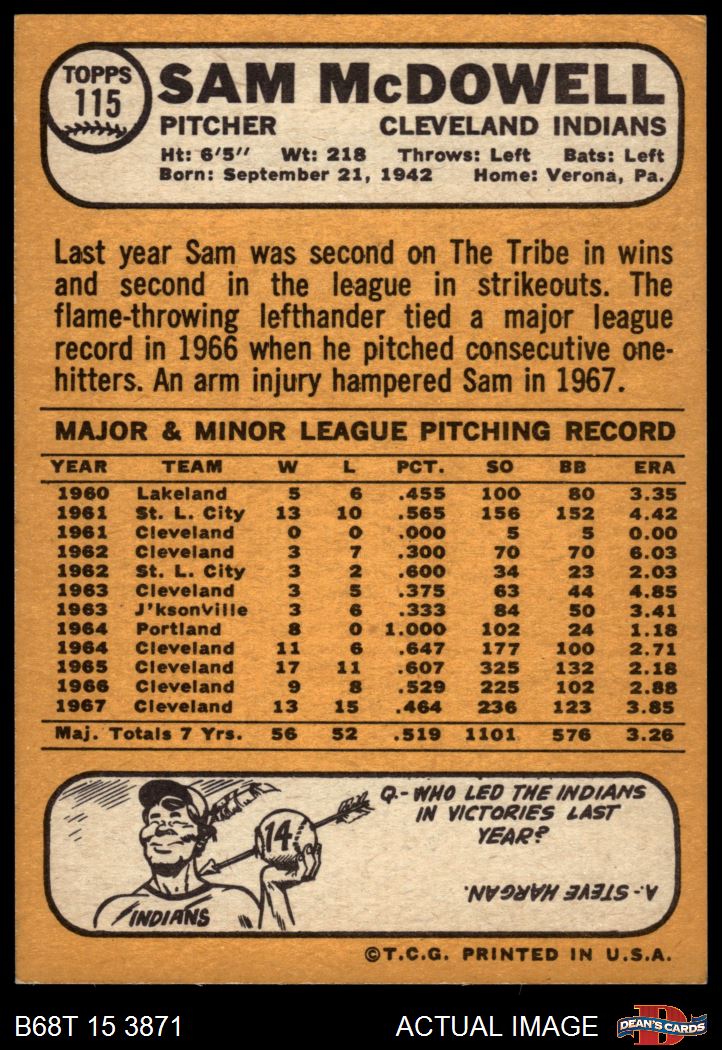 TOPPS
115
SAM McDOWELL
PITCHER CLEVELAND INDIANS
Ht: 6'5" Wt: 218 Throws: Left Bats: Left
Born: September 21, 1942 Home: Verona, Pa.
Last year Sam was second on The Tribe in wins
and second in the league in strikeouts. The
flame-throwing lefthander tied a major league
record in 1966 when he pitched consecutive one-
hitters. An arm injury hampered Sam in 1967.
MAJOR & MINOR LEAGUE PITCHING RECORD
YEAR TEAM W L PCT. SO BB ERA
1960 Lakeland 5 6 .455 100 80 3.35
1961 St. L. City 13 10 .565 156 152 4.42
1961 Cleveland 0 0 .000 5 5 0.00
1962 Cleveland 3 7 .300 70 70 6.03
1962 St. L. City 3 2 .600 34 23 2.03
1963 Cleveland 3 5 .375 63 44 4.85
1963 J'ksonville 3 6 .333 84 50 3.41
1964 Portland 8 0 1.000 102 24 1.18
1964 Cleveland 11 6 .647 177 100 2.71
1965 Cleveland 17 11 .607 325 132 2.18
1966 Cleveland 9 8 .529 225 102 2.88
1967 Cleveland 13 15 .464 236 123 3.85
Maj. Totals 7 Yrs. 56 52 .519 1101 576 3.26
14
INDIANS
Q.- WHO LED THE INDIANS
IN VICTORIES LAST
YEAR?
A.- STEVE HARGAN.
©T.C.G. PRINTED IN U.S.A.
B68T 15 3871 ACTUAL IMAGE
D
DEAN'S CARDS